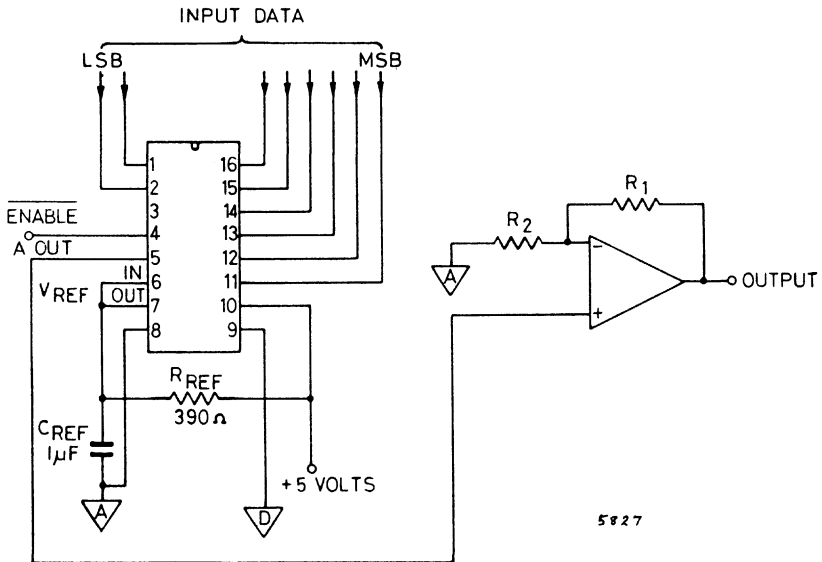 INPUT DATA
LSB MSB
1 16
2 15
3 14
4 13
5 12
6 11
7 10
8 9
ENABLE
A OUT
IN
VREF OUT
RREF
390Ω
CREF
1µF
+5 VOLTS
A
D
R1
R2
A
−
+
OUTPUT
5827